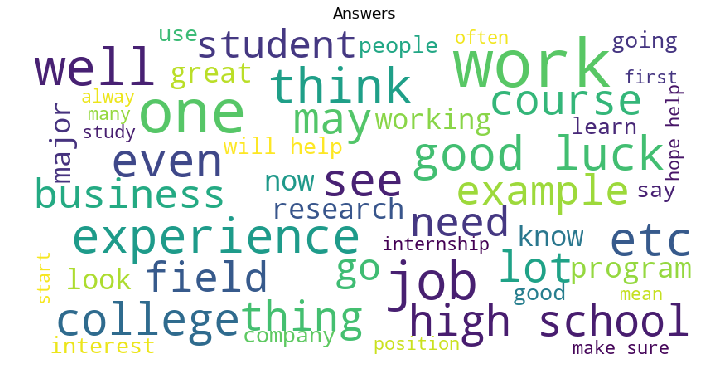 Answers
use student people often work going
well great think first
alway one may working course learn hope help
many
study major even will help good luck
business now see example say
research need know etc
experience internship
start look field go job lot program
good mean
college thing high school
interest company position make sure